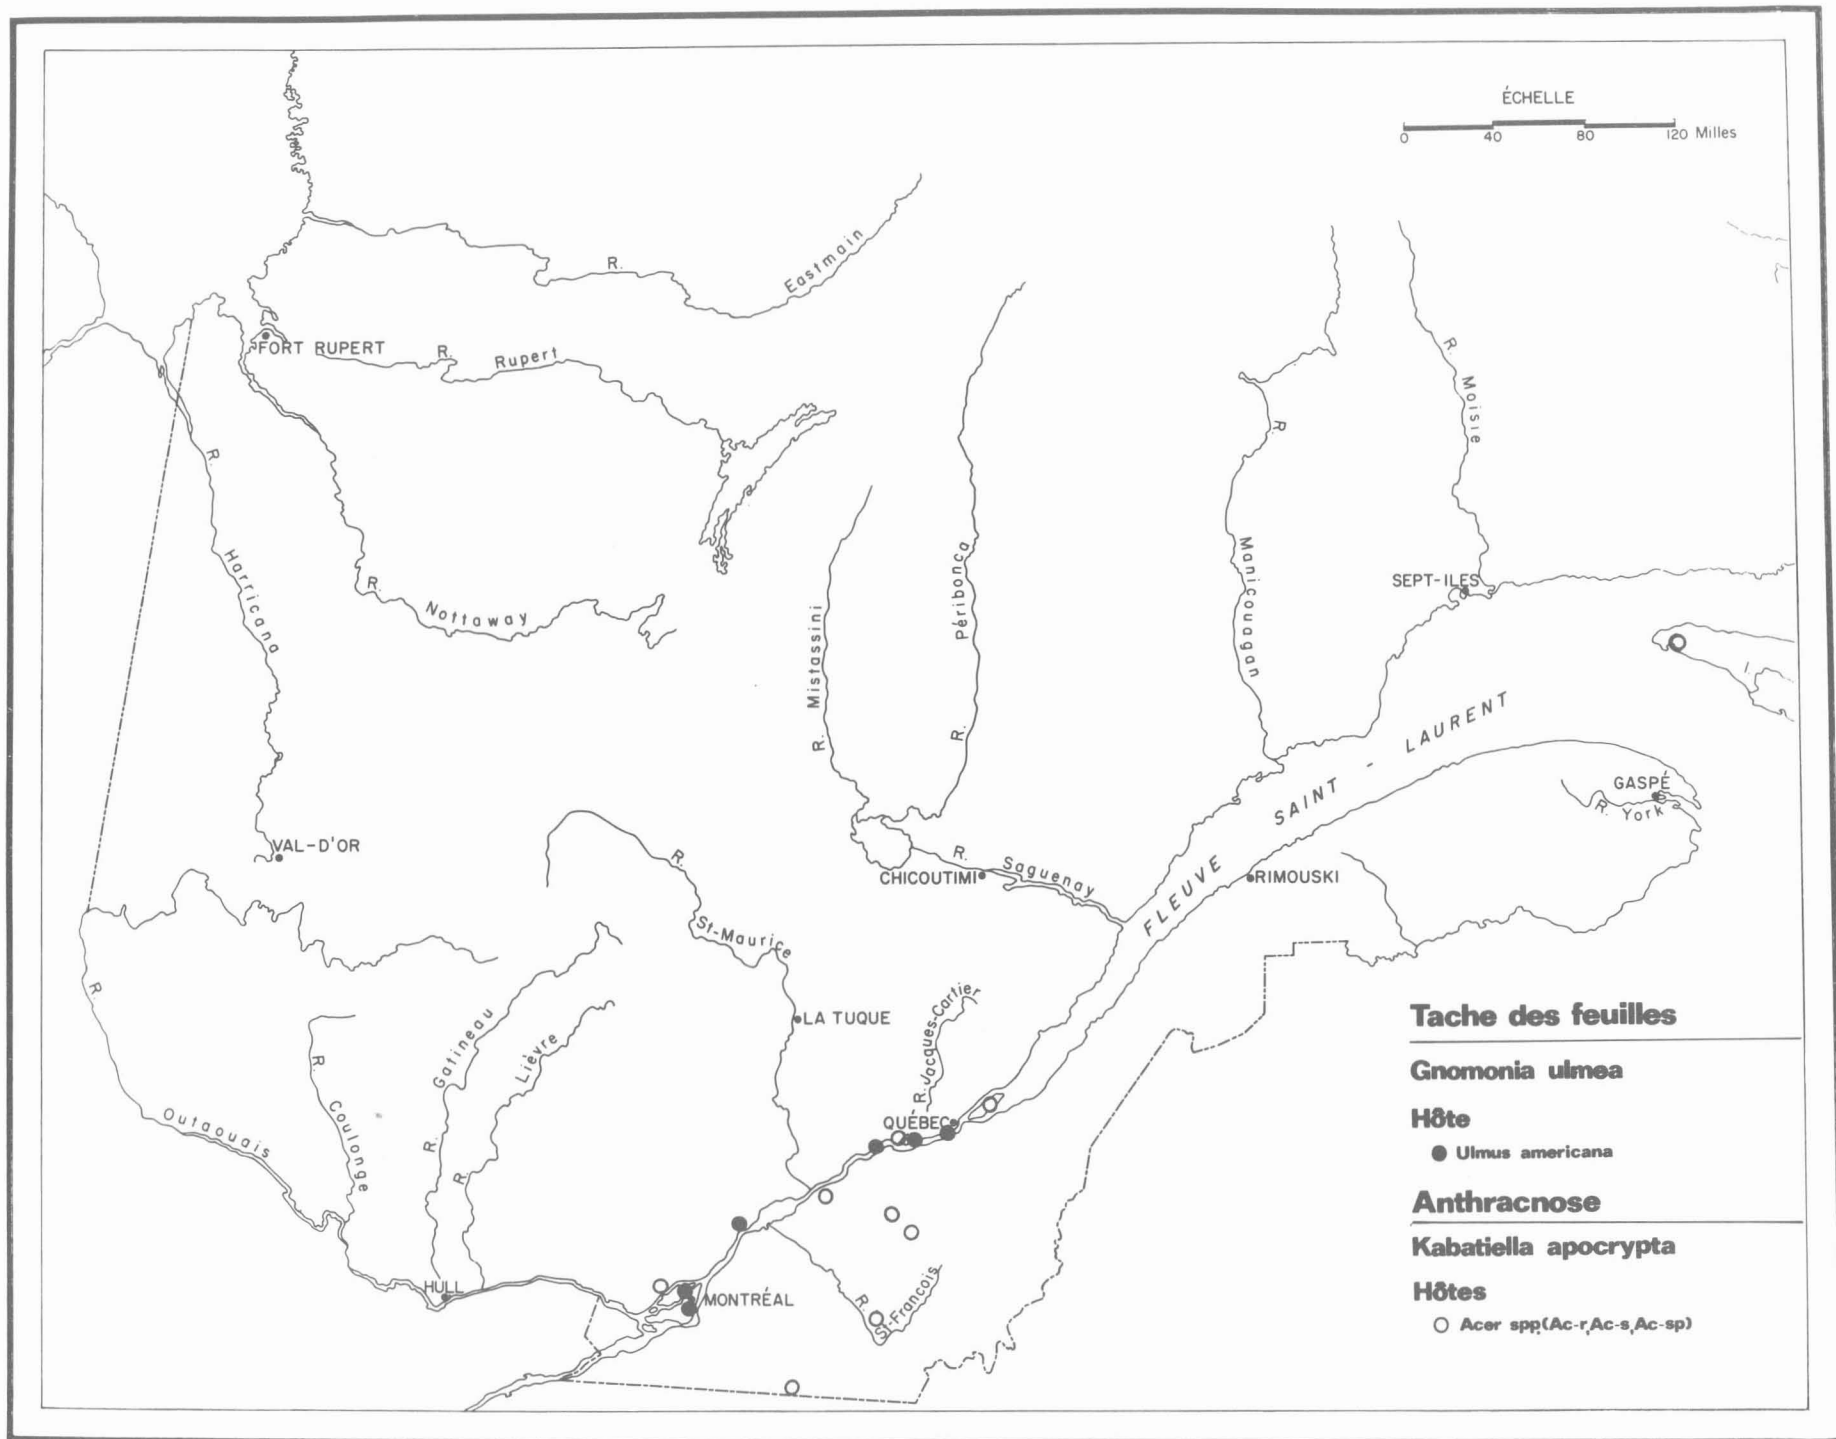 ÉCHELLE
0 40 80 120 Milles
R. Eastmain
FORT RUPERT
R. Rupert
R. Harricana
R. Nottaway
R. Mistassini
R. Péribonca
R. Manicouagan
R. Moisie
SEPT-ILES
I.
FLEUVE SAINT - LAURENT
GASPÉ
R. York
VAL-D'OR
R. St-Maurice
CHICOUTIMI
R. Saguenay
RIMOUSKI
R. Outaouais
R. Coulonge
R. Gatineau
R. Lièvre
LA TUQUE
R. Jacques-Cartier
QUÉBEC
HULL
MONTRÉAL
R. St-François
Tache des feuilles
Gnomonia ulmea
Hôte
Ulmus americana
Anthracnose
Kabatiella apocrypta
Hôtes
Acer spp.(Ac-r,Ac-s,Ac-sp)